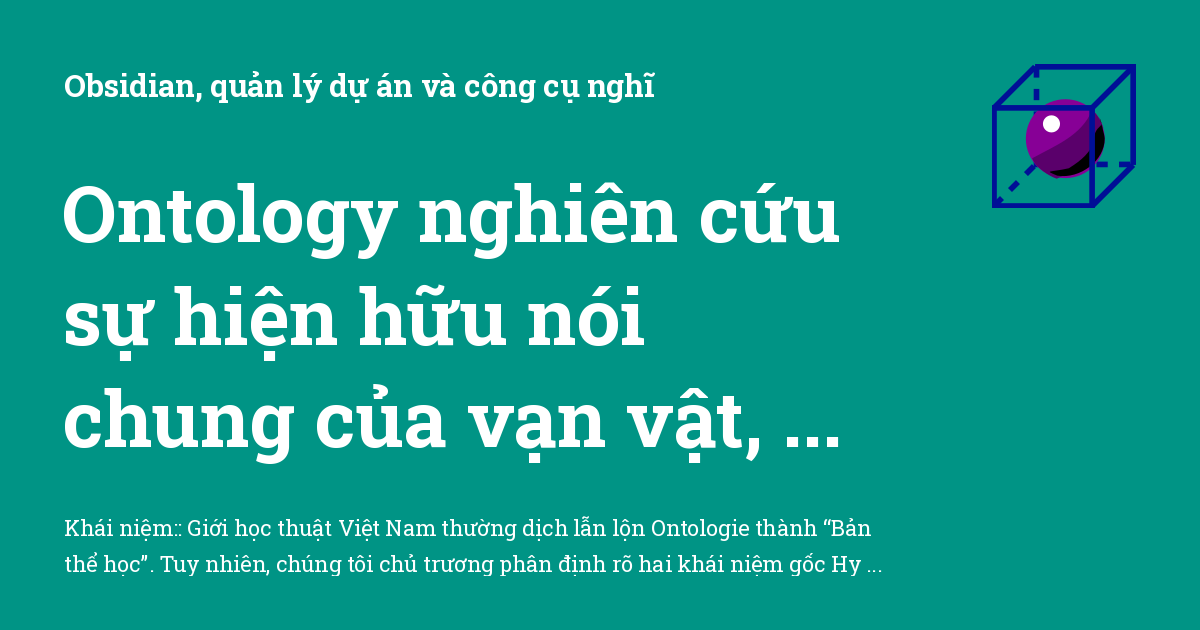 Obsidian, quản lý dự án và công cụ nghĩ
Ontology nghiên cứu
sự hiện hữu nói
chung của vạn vật, ...
Khái niệm:: Giới học thuật Việt Nam thường dịch lẫn lộn Ontologie thành “Bản
thể học”. Tuy nhiên, chúng tôi chủ trương phân định rõ hai khái niệm gốc Hy ...